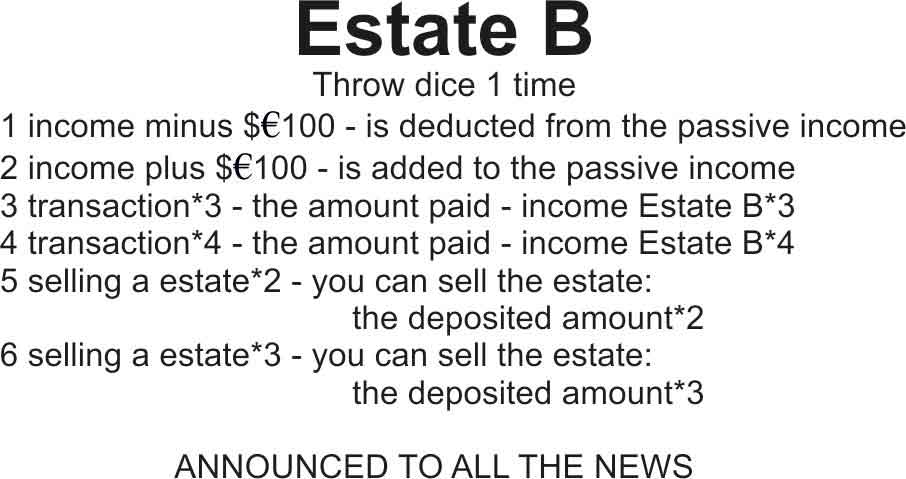 Estate B
Throw dice 1 time
1 income minus $€100 - is deducted from the passive income
2 income plus $€100 - is added to the passive income
3 transaction*3 - the amount paid - income Estate B*3
4 transaction*4 - the amount paid - income Estate B*4
5 selling a estate*2 - you can sell the estate:
the deposited amount*2
6 selling a estate*3 - you can sell the estate:
the deposited amount*3
ANNOUNCED TO ALL THE NEWS